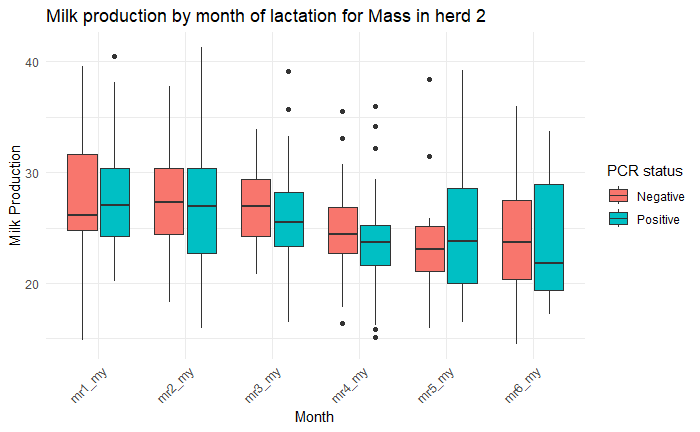 Milk production by month of lactation for Mass in herd 2
Milk Production
40
30
20
mr1_my
mr2_my
mr3_my
mr4_my
mr5_my
mr6_my
Month
PCR status
Negative
Positive